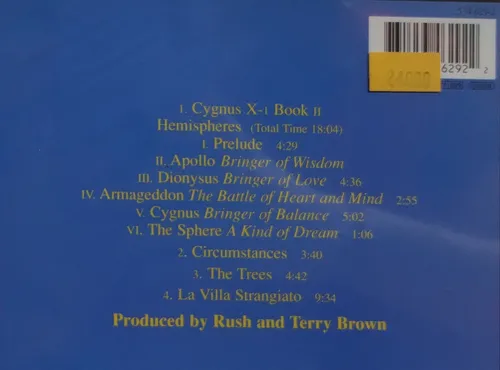 6292 2
24000
1. Cygnus X-1 Book II
Hemispheres (Total Time 18:04)
I. Prelude 4:29
II. Apollo Bringer of Wisdom
III. Dionysus Bringer of Love 4:36
IV. Armageddon The Battle of Heart and Mind 2:55
V. Cygnus Bringer of Balance 5:02
VI. The Sphere A Kind of Dream 1:06
2. Circumstances 3:40
3. The Trees 4:42
4. La Villa Strangiato 9:34
Produced by Rush and Terry Brown